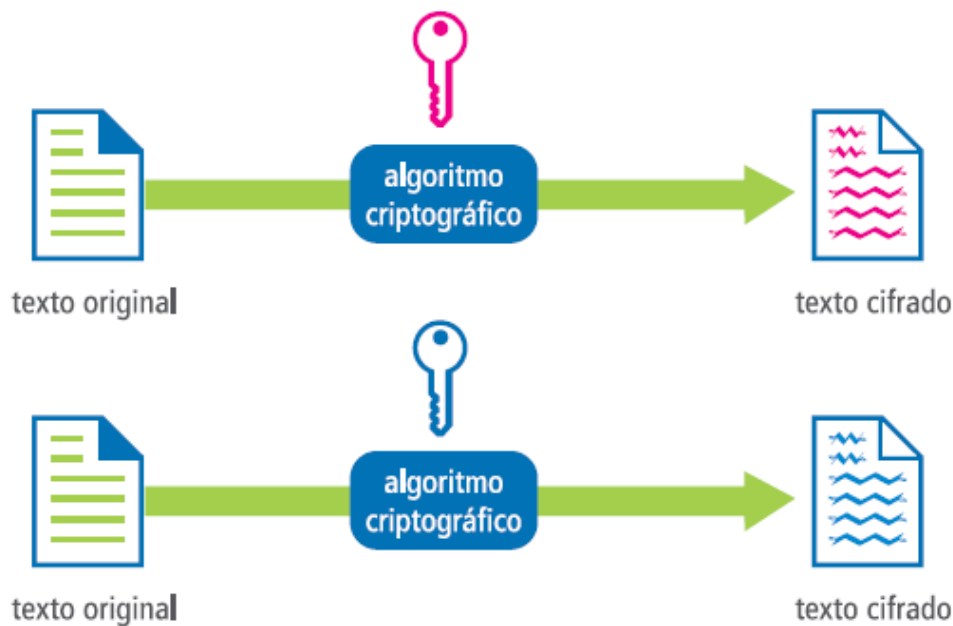 algoritmo
criptográfico
texto original
texto cifrado
algoritmo
criptográfico
texto original
texto cifrado